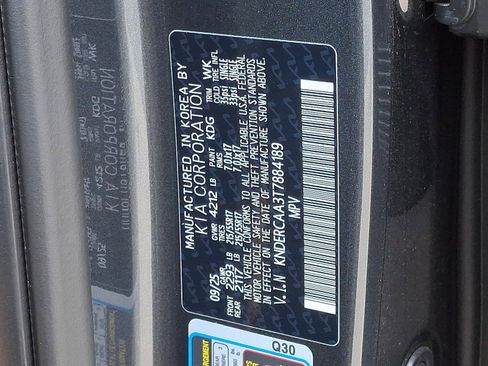 MANUFACTURED IN KOREA BY
KIA CORPORATION
09/25 GVWR 4212 LB PAINT KDG TRIM WK
GAWR TIRES RIMS COLD TIRE INFL
FRONT 2293 LB 215/55R17 7.0Jx17 33psi SINGLE
REAR 2117 LB 215/55R17 7.0Jx17 33psi SINGLE
THIS VEHICLE CONFORMS TO ALL APPLICABLE U.S.A. FEDERAL
MOTOR VEHICLE SAFETY AND THEFT PREVENTION STANDARDS
IN EFFECT ON THE DATE OF MANUFACTURE SHOWN ABOVE.
V.I.N KNDERCAA3T7884189
MPV
Q30